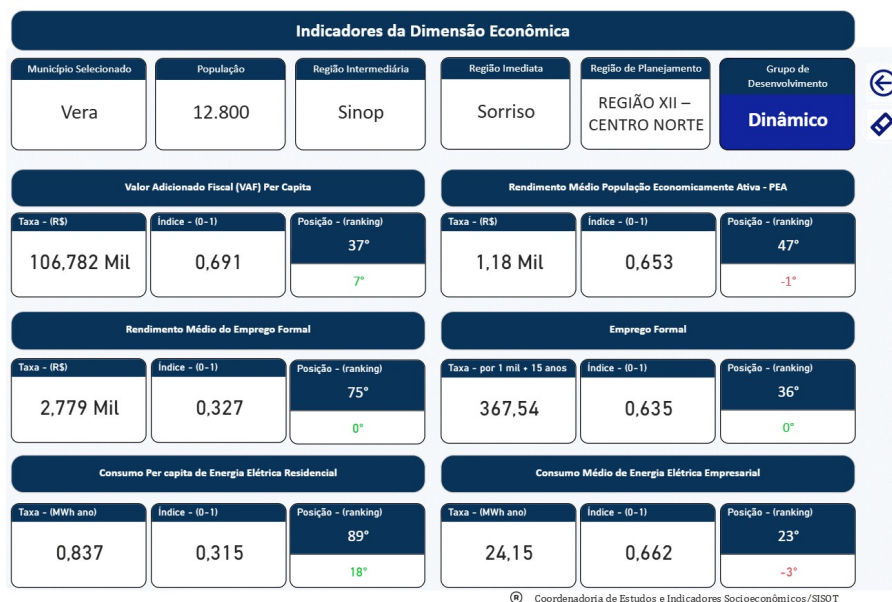 Indicadores da Dimensão Econômica
Município Selecionado
Vera
População
12.800
Região Intermediária
Sinop
Região Imediata
Sorriso
Região de Planejamento
REGIÃO XII –
CENTRO NORTE
Grupo de
Desenvolvimento
Dinâmico
Valor Adicionado Fiscal (VAF) Per Capita
Taxa - (R$)
106,782 Mil
Índice - (0-1)
0,691
Posição - (ranking)
37°
7°
Rendimento Médio População Economicamente Ativa - PEA
Taxa - (R$)
1,18 Mil
Índice - (0-1)
0,653
Posição - (ranking)
47°
-1°
Rendimento Médio do Emprego Formal
Taxa - (R$)
2,779 Mil
Índice - (0-1)
0,327
Posição - (ranking)
75°
0°
Emprego Formal
Taxa - por 1 mil + 15 anos
367,54
Índice - (0-1)
0,635
Posição - (ranking)
36°
0°
Consumo Per capita de Energia Elétrica Residencial
Taxa - (MWh ano)
0,837
Índice - (0-1)
0,315
Posição - (ranking)
89°
18°
Consumo Médio de Energia Elétrica Empresarial
Taxa - (MWh ano)
24,15
Índice - (0-1)
0,662
Posição - (ranking)
23°
-3°
® Coordenadoria de Estudos e Indicadores Socioeconômicos/SISOT